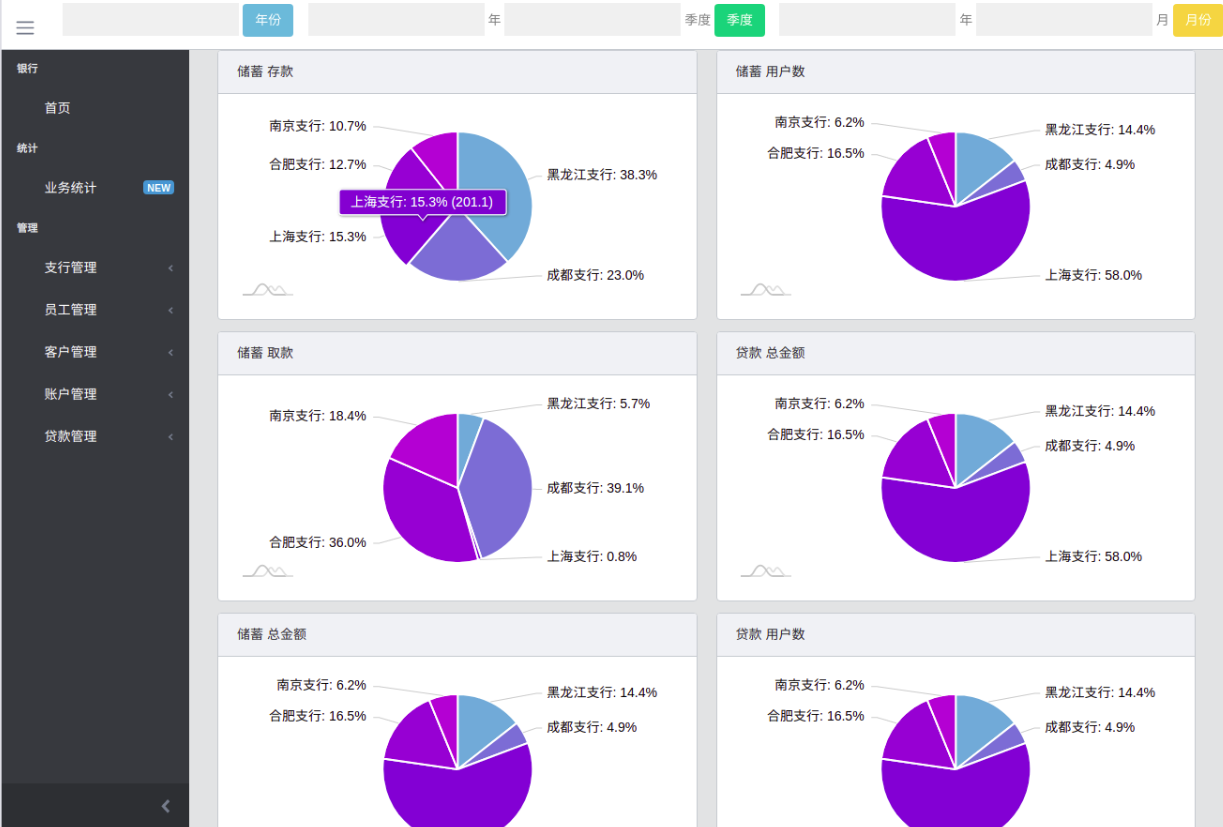 年份
年
季度
季度
年
月
月份
银行
首页
统计
业务统计 NEW
管理
支行管理
员工管理
客户管理
账户管理
贷款管理
储蓄 存款
南京支行: 10.7%
合肥支行: 12.7%
黑龙江支行: 38.3%
上海支行: 15.3% (201.1)
上海支行: 15.3%
成都支行: 23.0%
储蓄 用户数
南京支行: 6.2%
黑龙江支行: 14.4%
合肥支行: 16.5%
成都支行: 4.9%
上海支行: 58.0%
储蓄 取款
黑龙江支行: 5.7%
南京支行: 18.4%
成都支行: 39.1%
合肥支行: 36.0%
上海支行: 0.8%
贷款 总金额
南京支行: 6.2%
黑龙江支行: 14.4%
合肥支行: 16.5%
成都支行: 4.9%
上海支行: 58.0%
储蓄 总金额
南京支行: 6.2%
黑龙江支行: 14.4%
合肥支行: 16.5%
成都支行: 4.9%
贷款 用户数
南京支行: 6.2%
黑龙江支行: 14.4%
合肥支行: 16.5%
成都支行: 4.9%